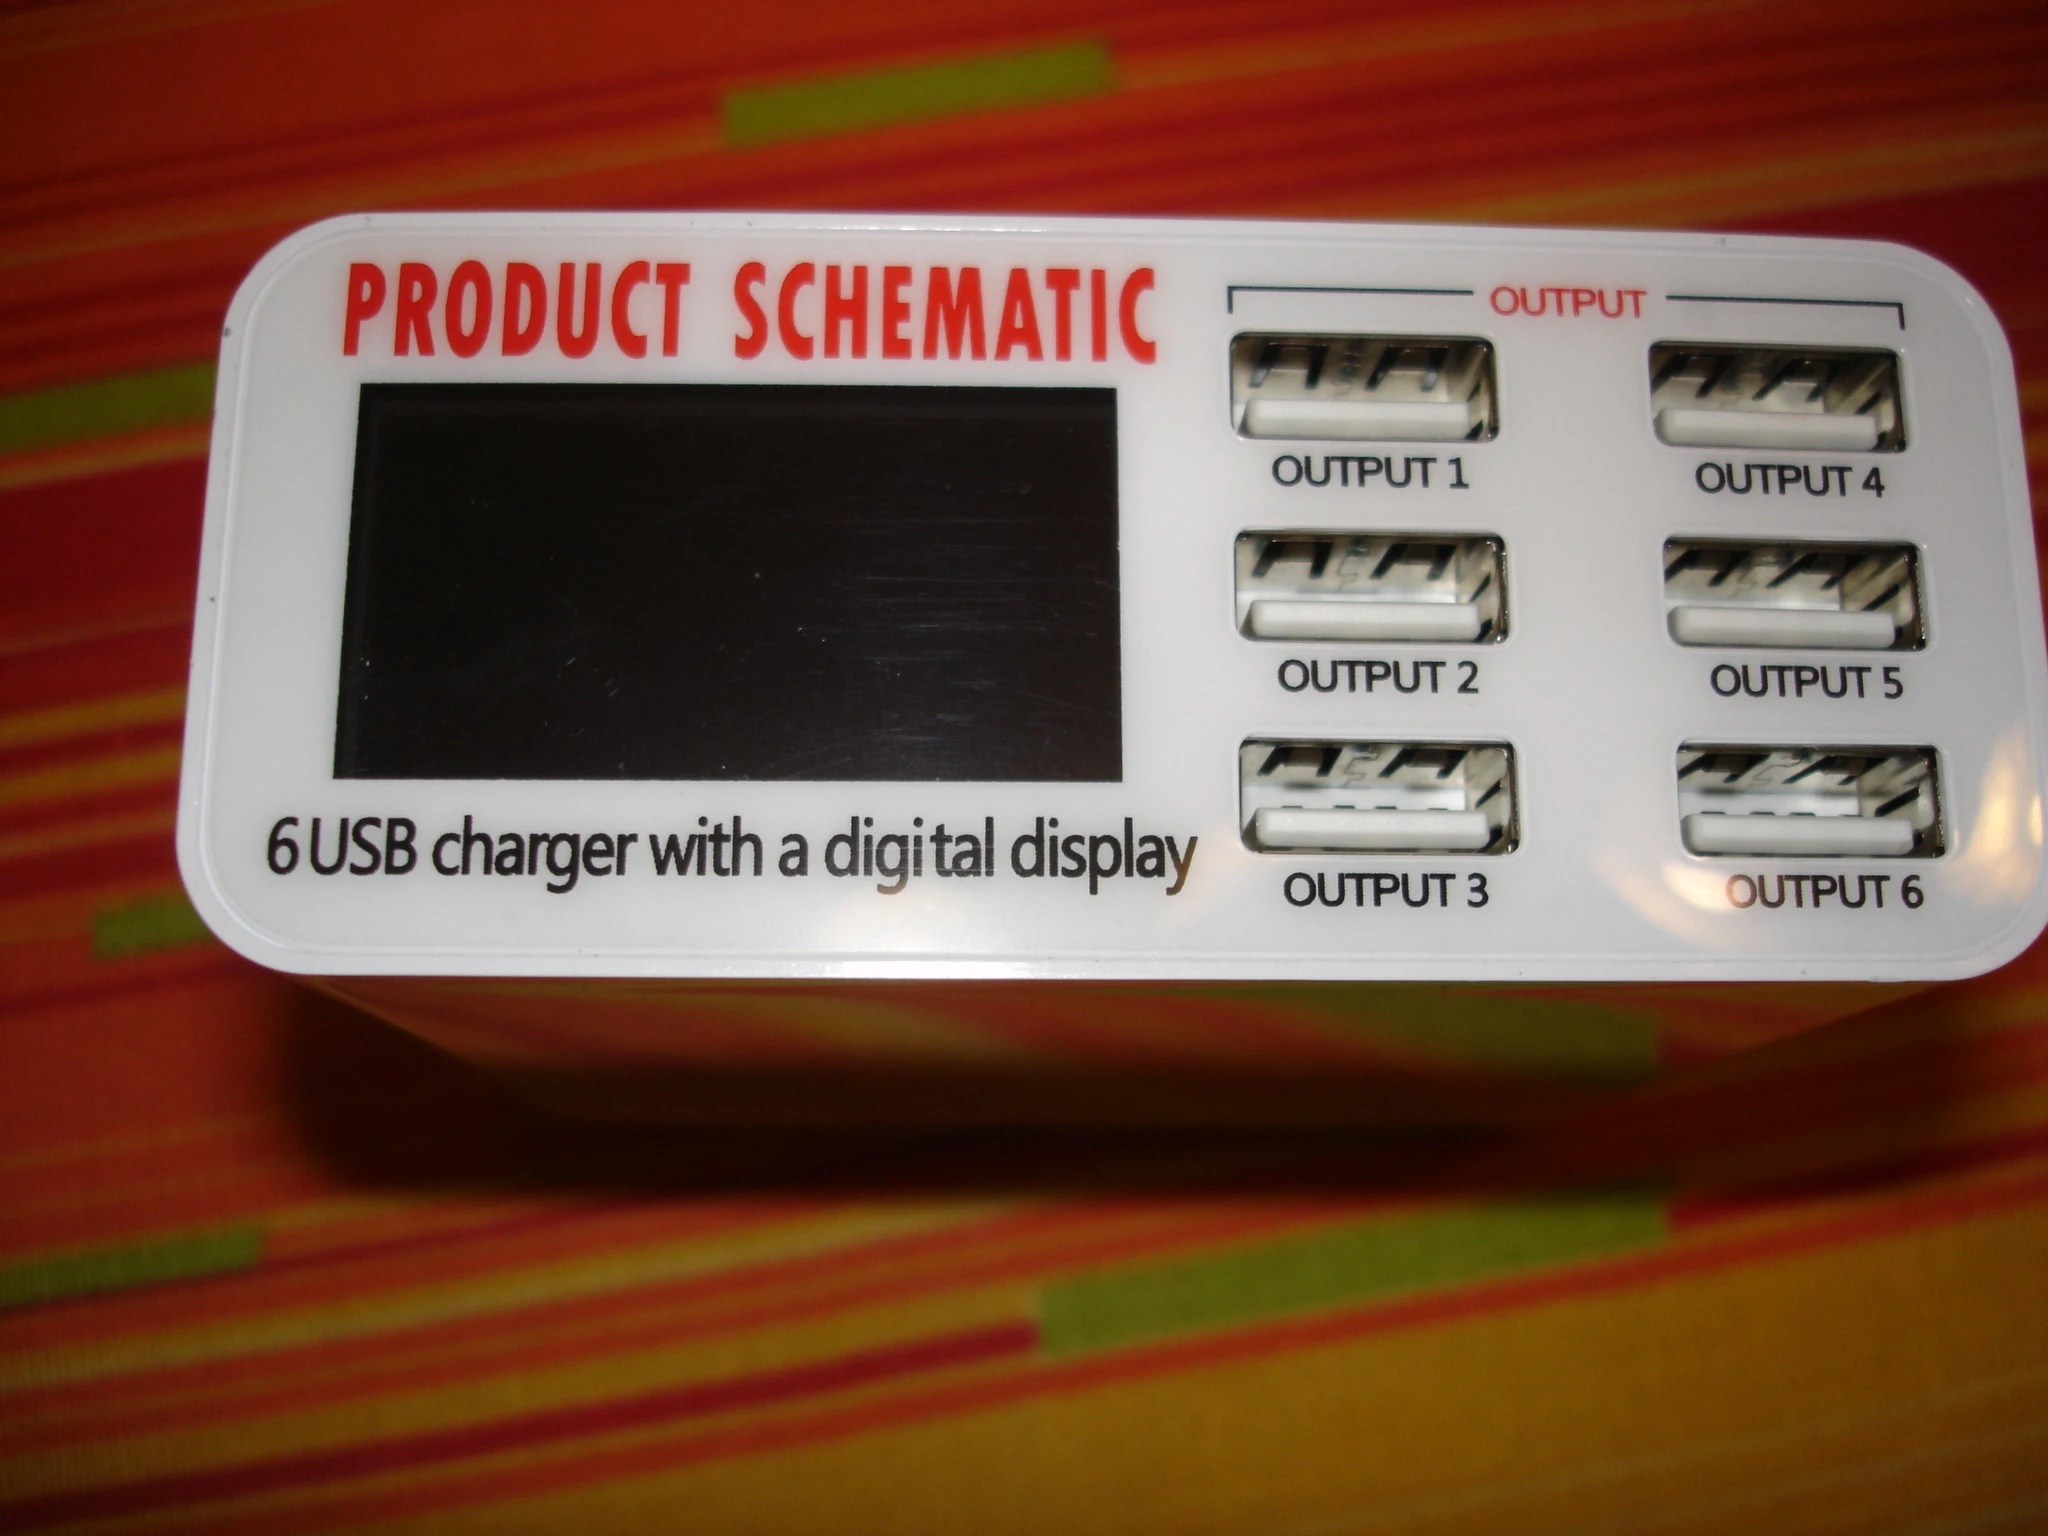 PRODUCT SCHEMATIC
6 USB charger with a digital display
OUTPUT
OUTPUT 1
OUTPUT 4
OUTPUT 2
OUTPUT 5
OUTPUT 3
OUTPUT 6